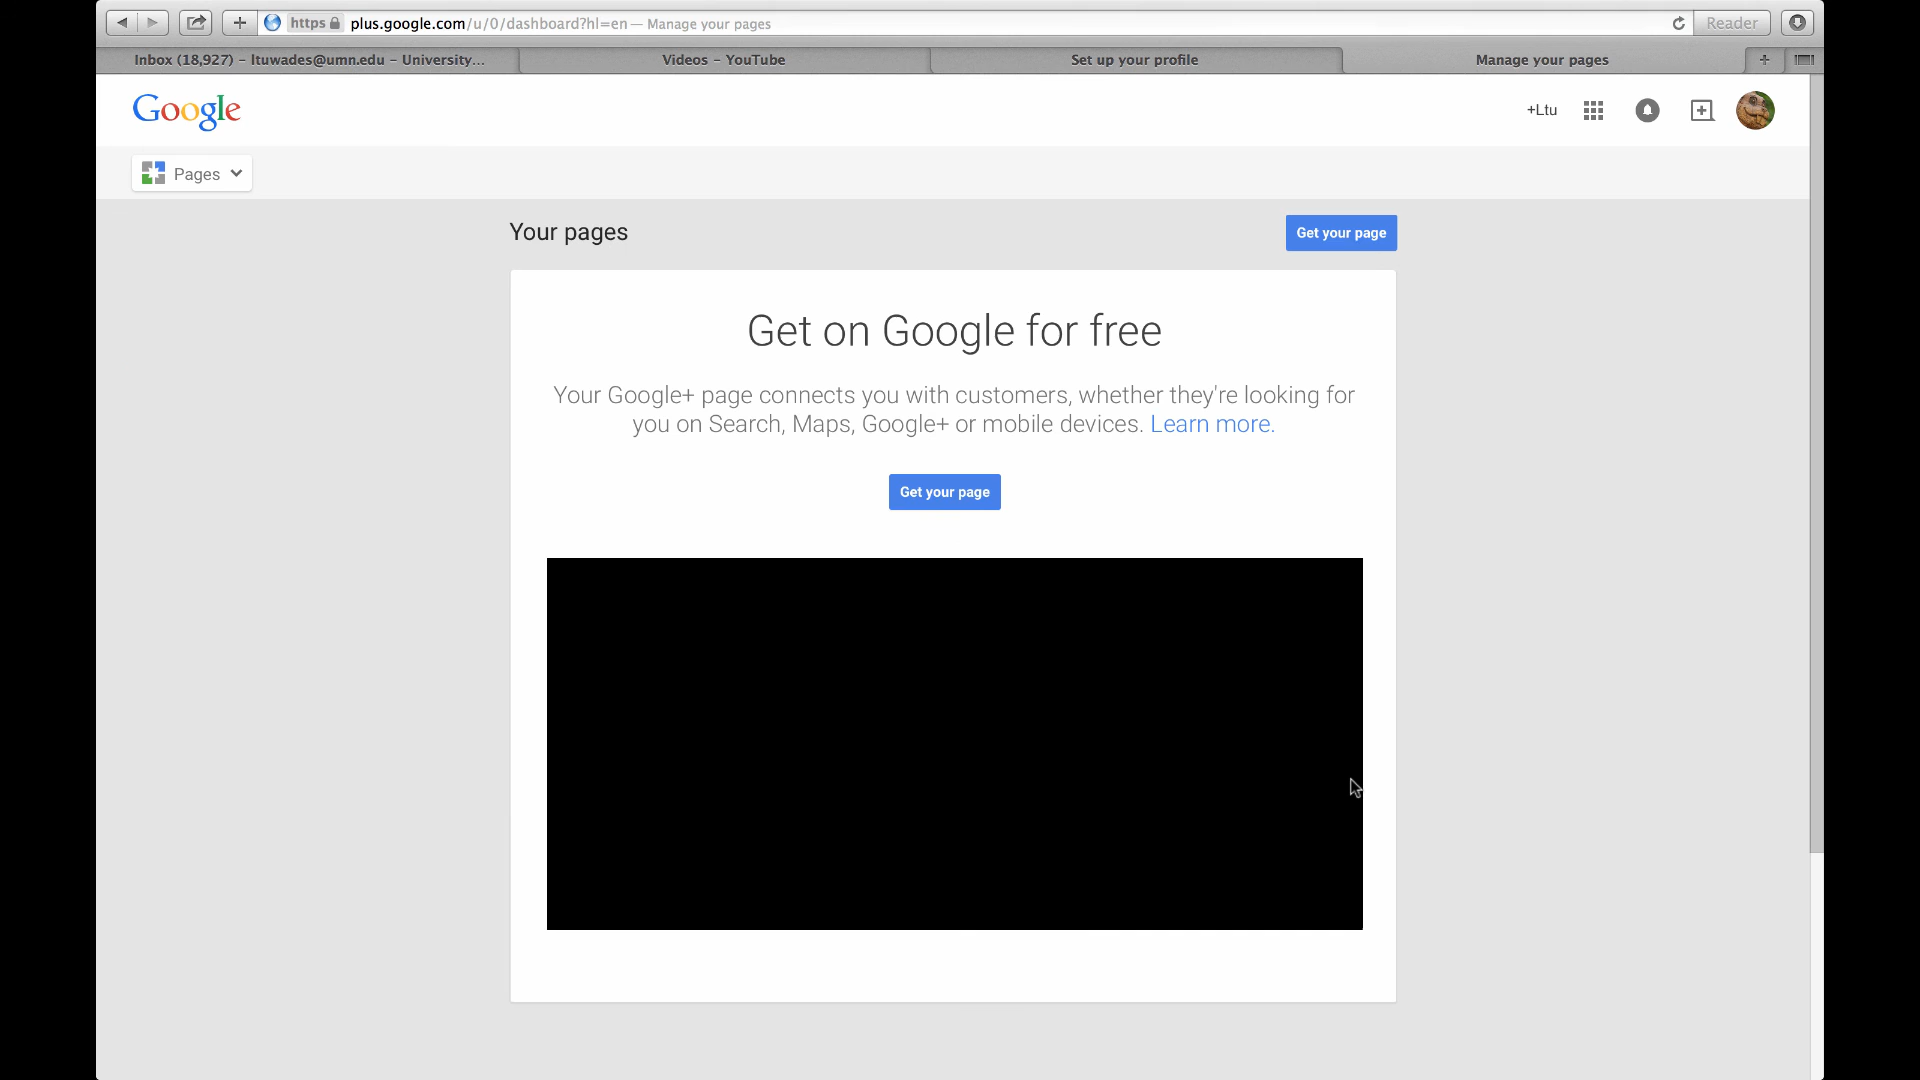 https plus.google.com/u/0/dashboard?hl=en — Manage your pages
Reader
Inbox (18,927) – ltuwades@umn.edu – University...
Videos – YouTube
Set up your profile
Manage your pages
Google
+Ltu
Pages
Your pages
Get your page
Get on Google for free
Your Google+ page connects you with customers, whether they're looking for
you on Search, Maps, Google+ or mobile devices. Learn more.
Get your page